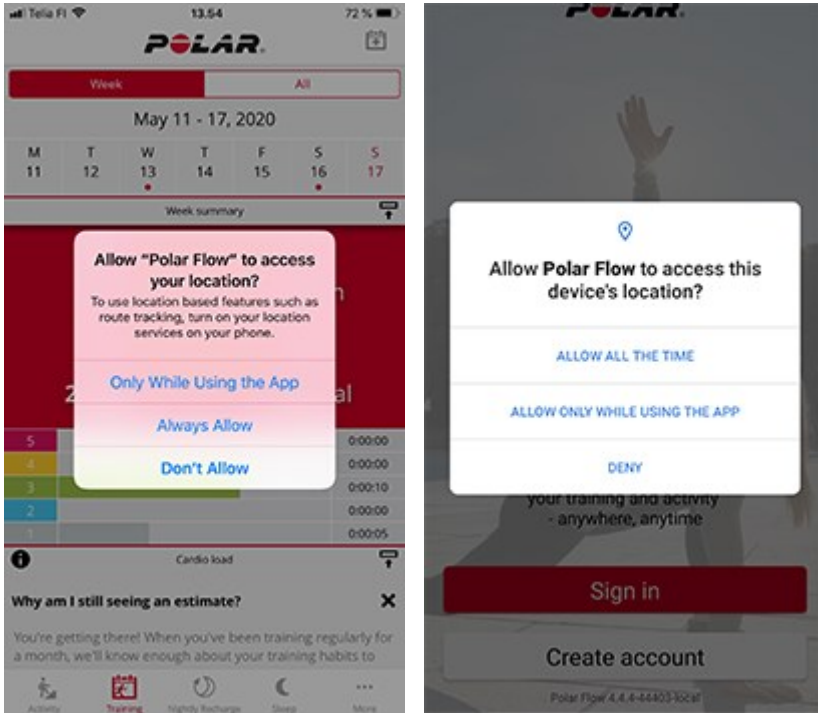 Telia FI
13.54
72 %
POLAR
Week
All
May 11 - 17, 2020
M T W T F S S
11 12 13 14 15 16 17
Week summary
Allow “Polar Flow” to access
your location?
To use location based features such as
route tracking, turn on your location
services on your phone.
Only While Using the App
Always Allow
Don't Allow
n
2
al
5 0:00:00
4 0:00:00
3 0:00:10
2 0:00:00
1 0:00:05
Cardio load
Why am I still seeing an estimate?
You're getting there! When you've been training regularly for
a month, we'll know enough about your training habits to
Activity
Training
Nightly Recharge
Sleep
More
POLAR
Allow Polar Flow to access this
device's location?
ALLOW ALL THE TIME
ALLOW ONLY WHILE USING THE APP
DENY
your training and activity
- anywhere, anytime
Sign in
Create account
Polar Flow 4.4.4-44403-local